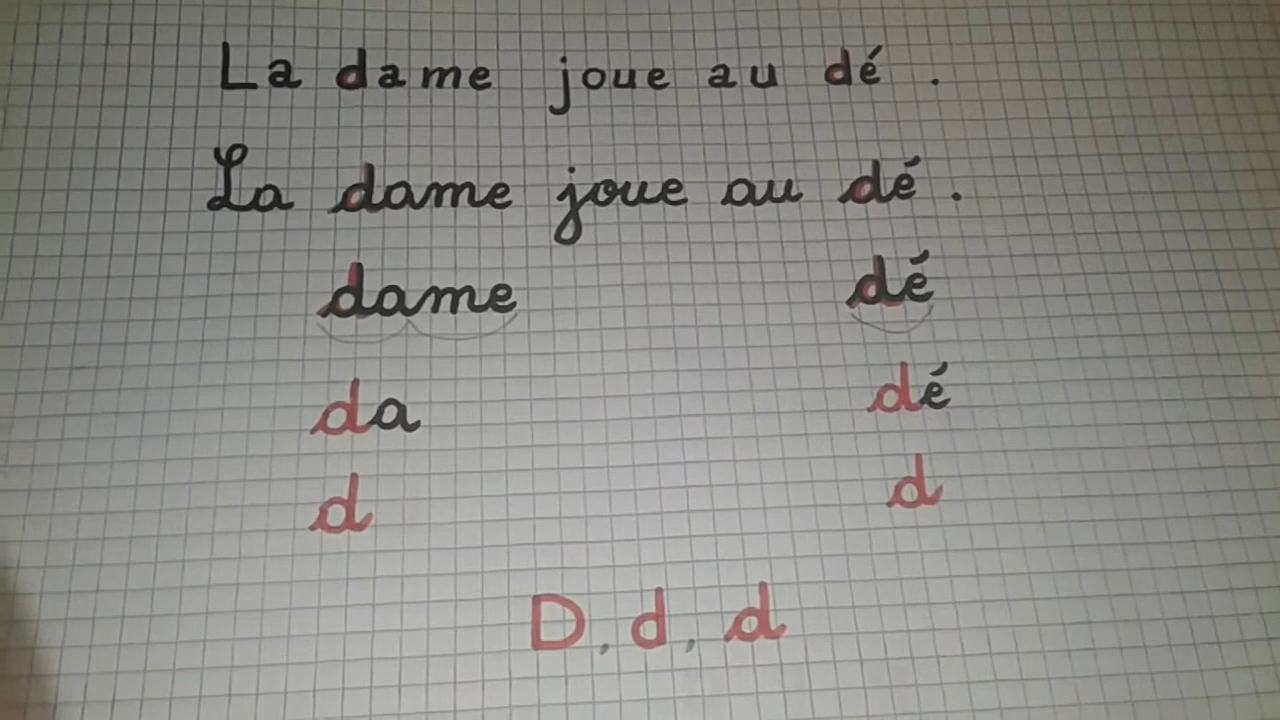 La dame joue au dé .
La dame joue au dé .
dame dé
da dé
d d
D, d, d